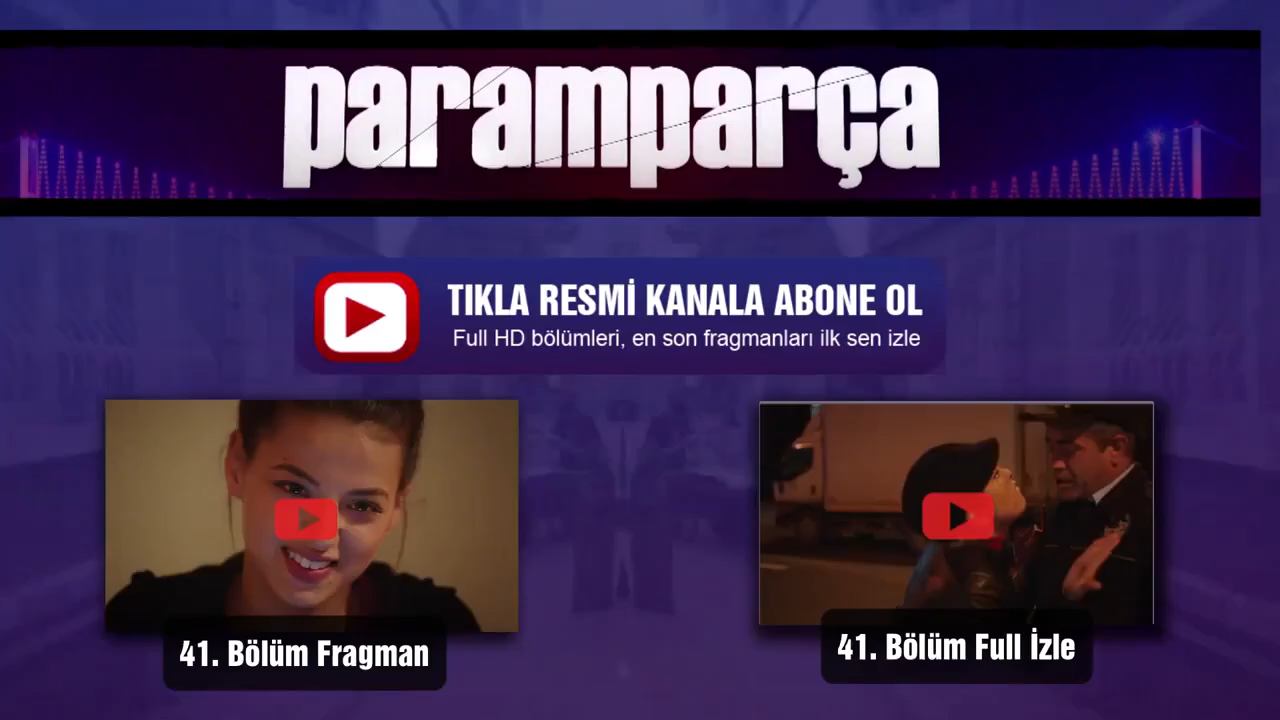 paramparça
TIKLA RESMİ KANALA ABONE OL
Full HD bölümleri, en son fragmanları ilk sen izle
41. Bölüm Fragman
41. Bölüm Full İzle